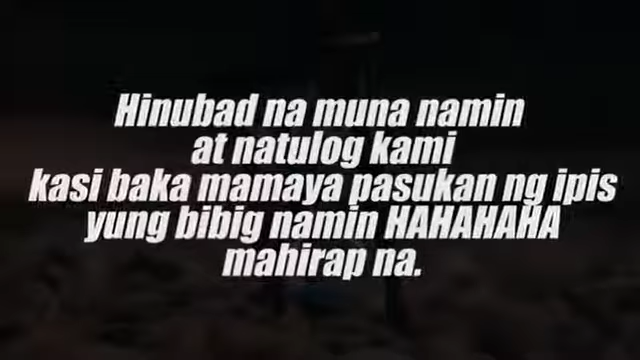 Hinubad na muna namin
at natulog kami
kasi baka mamaya pasukan ng ipis
yung bibig namin HAHAHAHA
mahirap na.